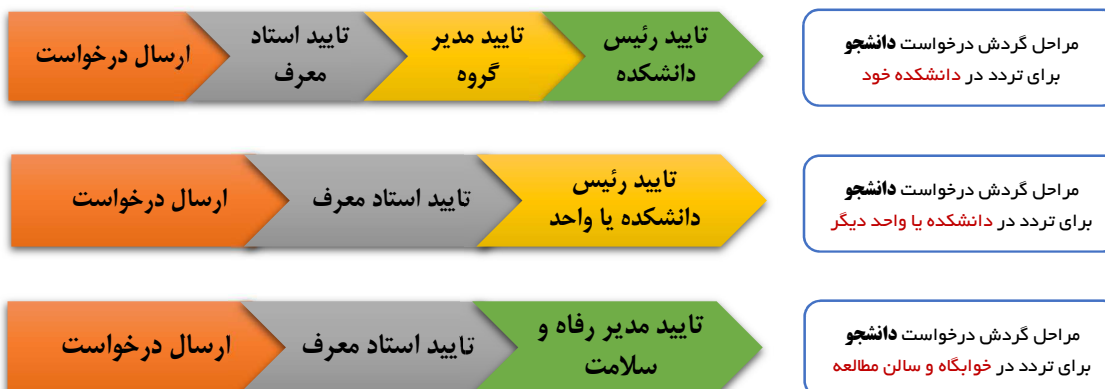 مراحل گردش درخواست دانشجو
برای تردد در دانشکده خود
ارسال درخواست
تایید استاد
معرف
تایید مدیر
گروه
تایید رئیس
دانشکده
مراحل گردش درخواست دانشجو
برای تردد در دانشکده یا واحد دیگر
ارسال درخواست
تایید استاد معرف
تایید رئیس
دانشکده یا واحد
مراحل گردش درخواست دانشجو
برای تردد در خوابگاه و سالن مطالعه
ارسال درخواست
تایید استاد معرف
تایید مدیر رفاه و
سلامت